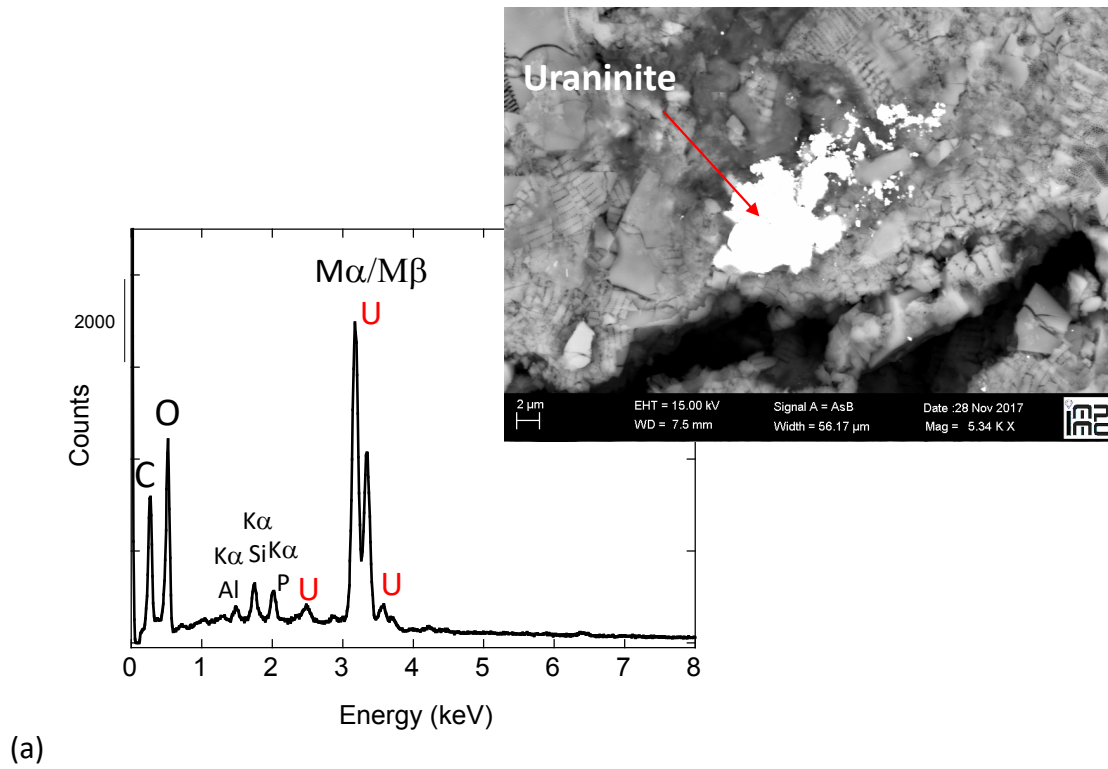 Uraninite
2 µm
EHT = 15.00 kV
WD = 7.5 mm
Signal A = AsB
Width = 56.17 µm
Date :28 Nov 2017
Mag = 5.34 K X
Mα/Mβ
U
2000
O
C
Kα
Kα
Si
Kα
Al
P
U
U
Counts
0 1 2 3 4 5 6 7 8
Energy (keV)
(a)